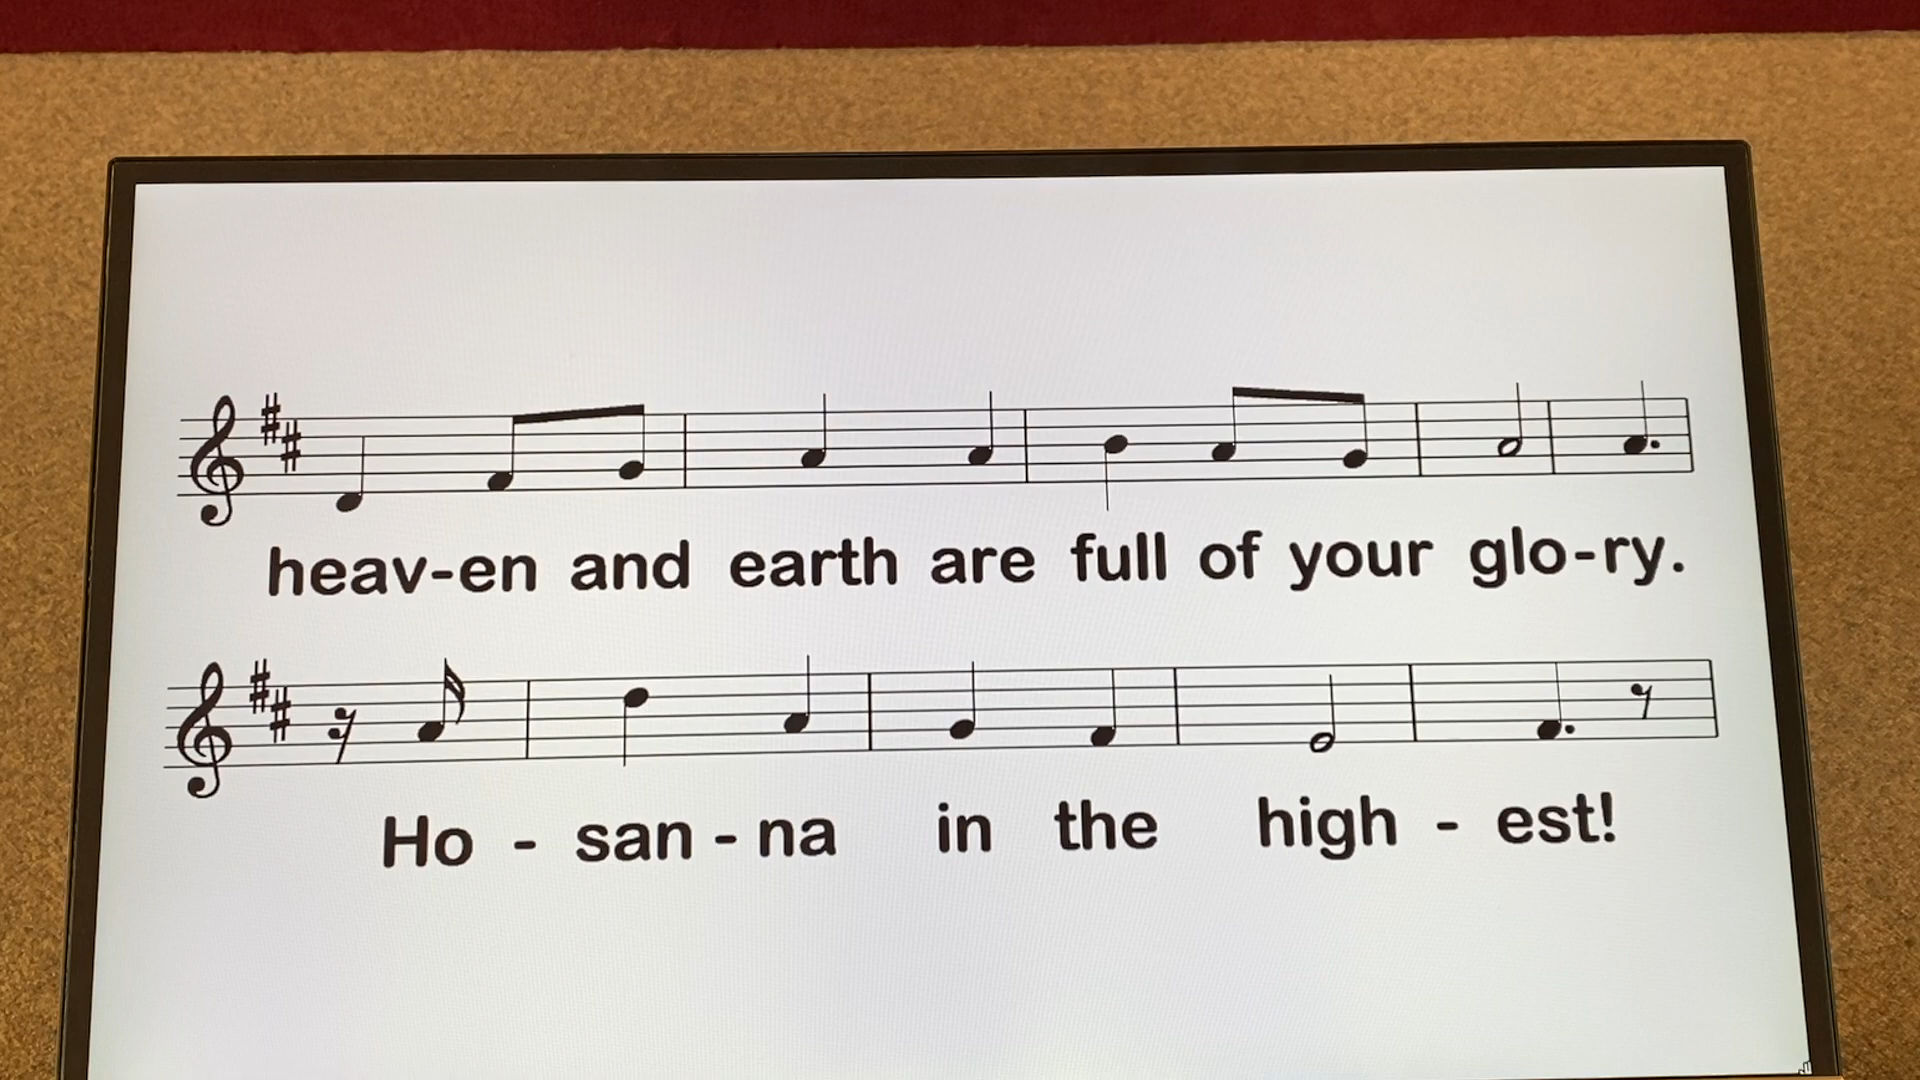 heav-en and earth are full of your glo-ry.
Ho - san - na in the high - est!